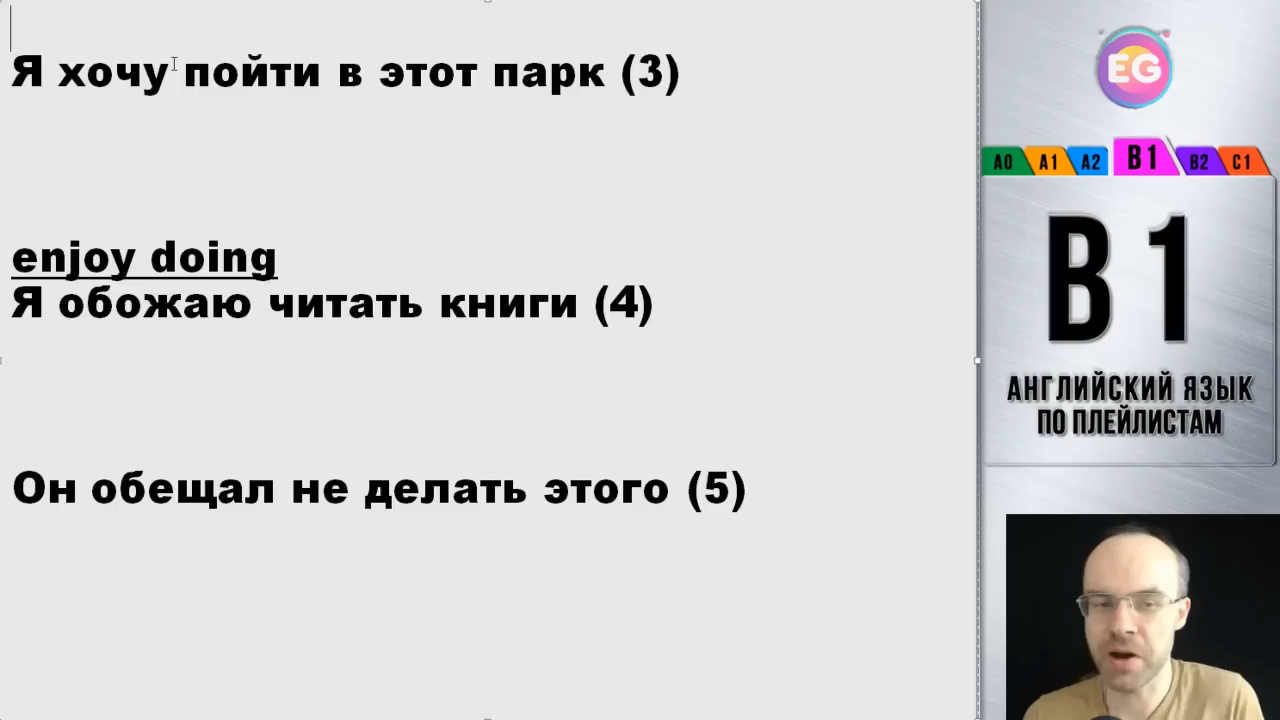 Я хочу пойти в этот парк (3)
enjoy doing
Я обожаю читать книги (4)
Он обещал не делать этого (5)
EG
A0 A1 A2 B1 B2 C1
B1
АНГЛИЙСКИЙ ЯЗЫК
ПО ПЛЕЙЛИСТАМ